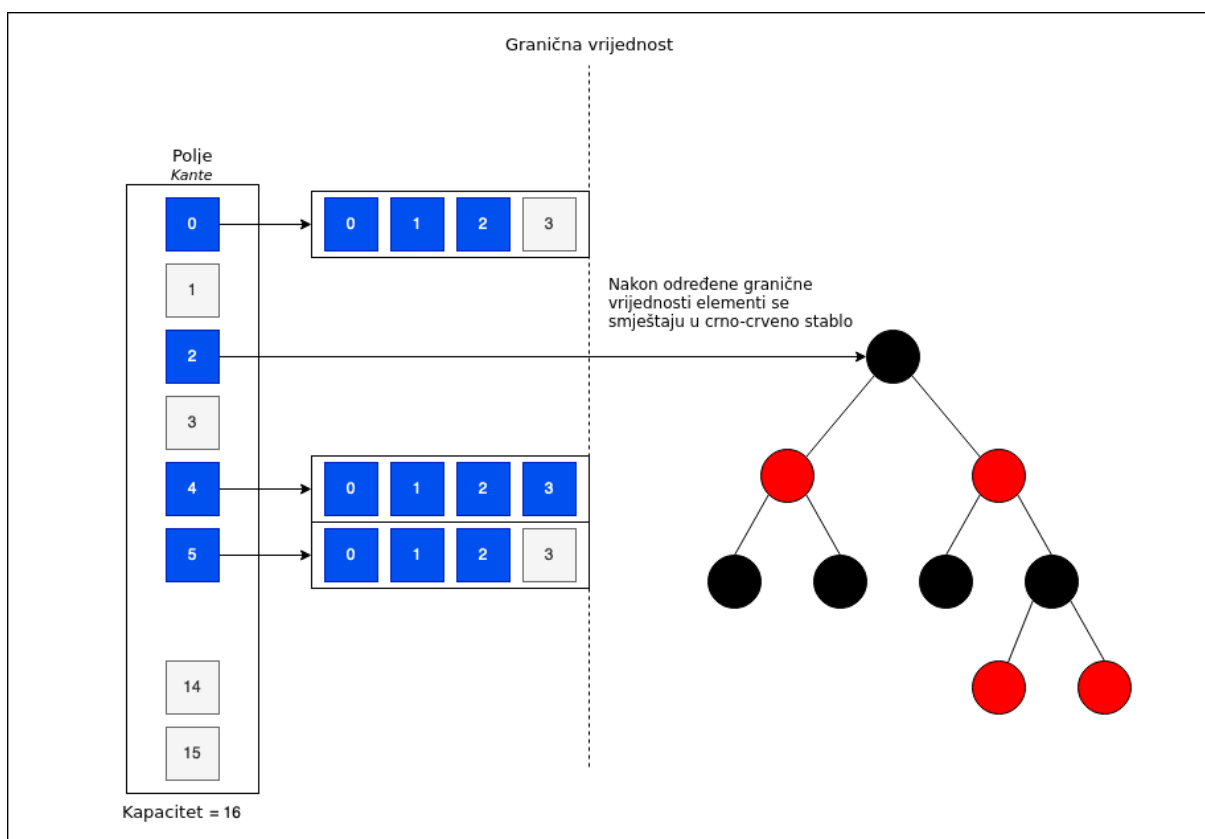 Granična vrijednost
Polje
Kante
0
0 1 2 3
1
Nakon određene granične
vrijednosti elementi se
smještaju u crno-crveno stablo
2
3
4
0 1 2 3
5
0 1 2 3
14
15
Kapacitet = 16